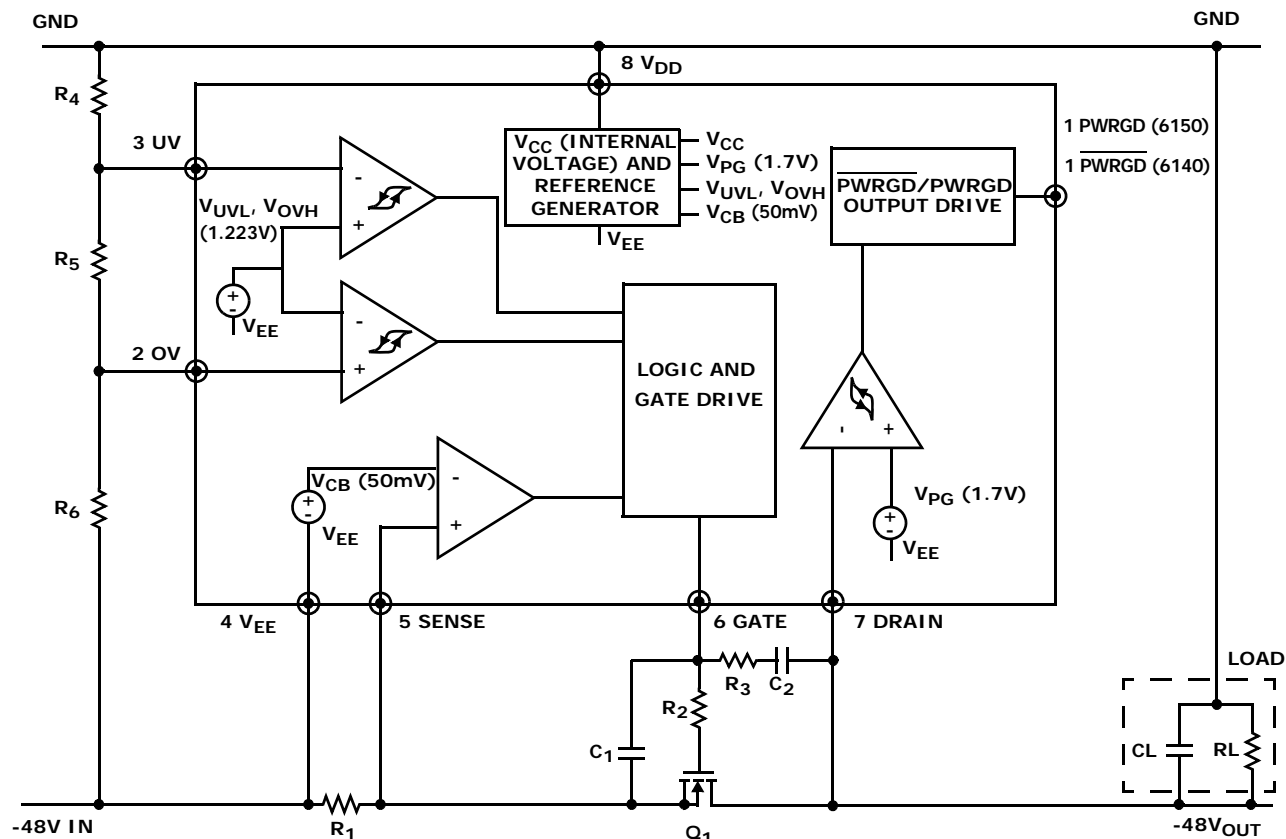 GND
GND
8 VDD
R4
3 UV
VCC (INTERNAL
VOLTAGE) AND
REFERENCE
GENERATOR
VCC
VPG (1.7V)
VUVL, VOVH
VCB (50mV)
VEE
1 PWRGD (6150)
1 PWRGD (6140)
PWRGD/PWRGD
OUTPUT DRIVE
-
+
VUVL, VOVH
(1.223V)
R5
+
-
VEE
-
+
2 OV
LOGIC AND
GATE DRIVE
-
+
VPG (1.7V)
+
-
VEE
R6
VCB (50mV)
+
-
VEE
-
+
4 VEE
5 SENSE
6 GATE
7 DRAIN
R3
C2
R2
C1
LOAD
CL
RL
-48V IN
R1
Q1
-48VOUT